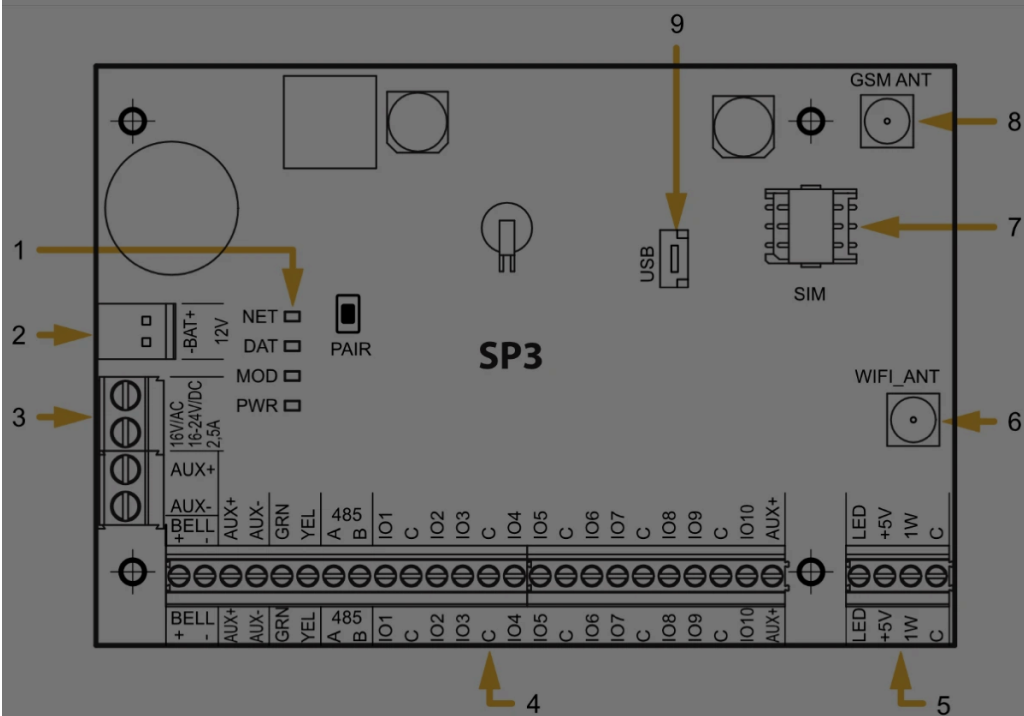 9
GSM ANT
8
7
SIM
USB
1
NET
DAT
MOD
PWR
PAIR
SP3
2
-BAT+
12V
3
16V/AC
16-24V/DC
2,5A
AUX+
AUX-
WIFI_ANT
6
BELL AUX+ AUX- GRN YEL 485 IO1 C IO2 IO3 C IO4 IO5 C IO6 IO7 C IO8 IO9 C IO10 AUX+ LED +5V 1W C
+ - A B
BELL AUX+ AUX- GRN YEL 485 IO1 C IO2 IO3 C IO4 IO5 C IO6 IO7 C IO8 IO9 C IO10 AUX+ LED +5V 1W C
+ - A B
4
5